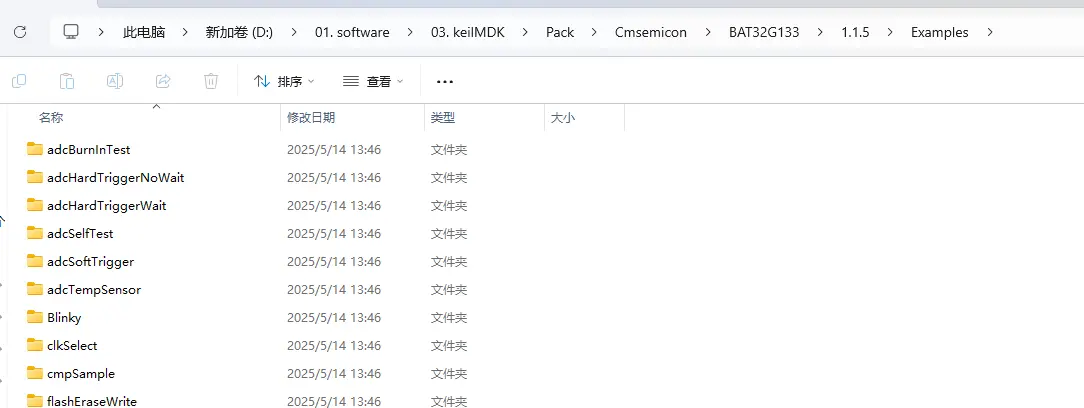 此电脑 > 新加卷 (D:) > 01. software > 03. keilMDK > Pack > Cmsemicon > BAT32G133 > 1.1.5 > Examples >
排序 查看 ...
名称 修改日期 类型 大小
adcBurnInTest 2025/5/14 13:46 文件夹
adcHardTriggerNoWait 2025/5/14 13:46 文件夹
adcHardTriggerWait 2025/5/14 13:46 文件夹
adcSelfTest 2025/5/14 13:46 文件夹
adcSoftTrigger 2025/5/14 13:46 文件夹
adcTempSensor 2025/5/14 13:46 文件夹
Blinky 2025/5/14 13:46 文件夹
clkSelect 2025/5/14 13:46 文件夹
cmpSample 2025/5/14 13:46 文件夹
flashEraseWrite 2025/5/14 13:46 文件夹